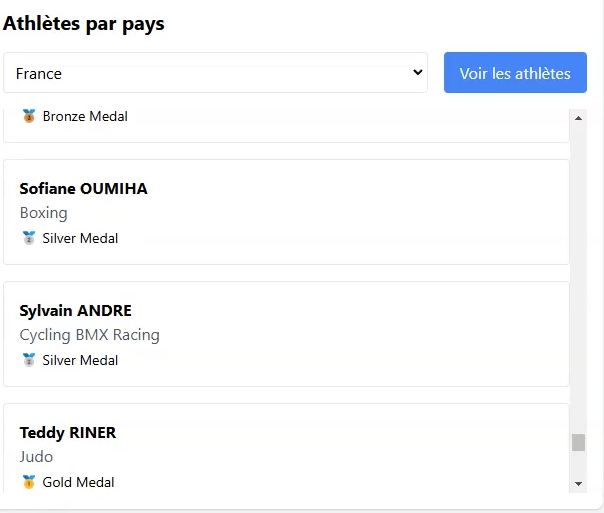 Athlètes par pays
France
Voir les athlètes
Bronze Medal
Sofiane OUMIHA
Boxing
Silver Medal
Sylvain ANDRE
Cycling BMX Racing
Silver Medal
Teddy RINER
Judo
Gold Medal